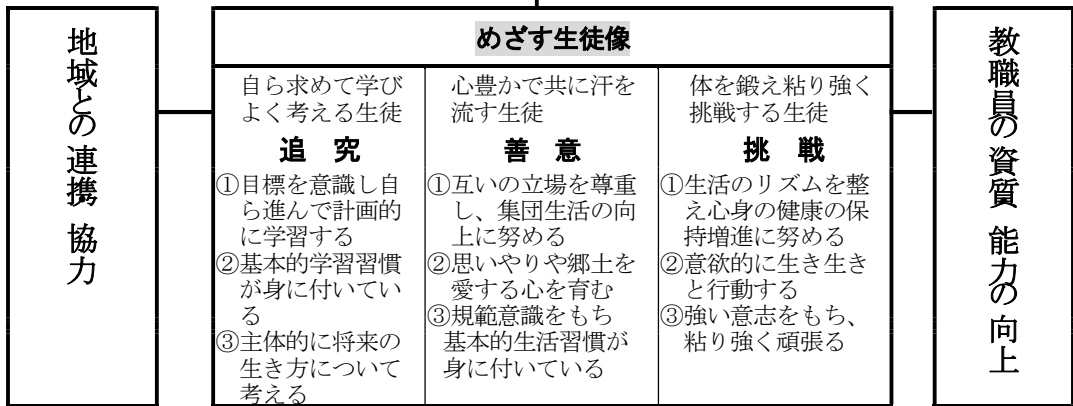 地域との連携 協力
めざす生徒像
自ら求めて学び
よく考える生徒
追 究
①目標を意識し自
ら進んで計画的
に学習する
②基本的学習習慣
が身に付いてい
る
③主体的に将来の
生き方について
考える
心豊かで共に汗を
流す生徒
善 意
①互いの立場を尊重
し、集団生活の向
上に努める
②思いやりや郷土を
愛する心を育む
③規範意識をもち
基本的生活習慣が
身に付いている
体を鍛え粘り強く
挑戦する生徒
挑 戦
①生活のリズムを整
え心身の健康の保
持増進に努める
②意欲的に生き生き
と行動する
③強い意志をもち、
粘り強く頑張る
教職員の資質 能力の向上